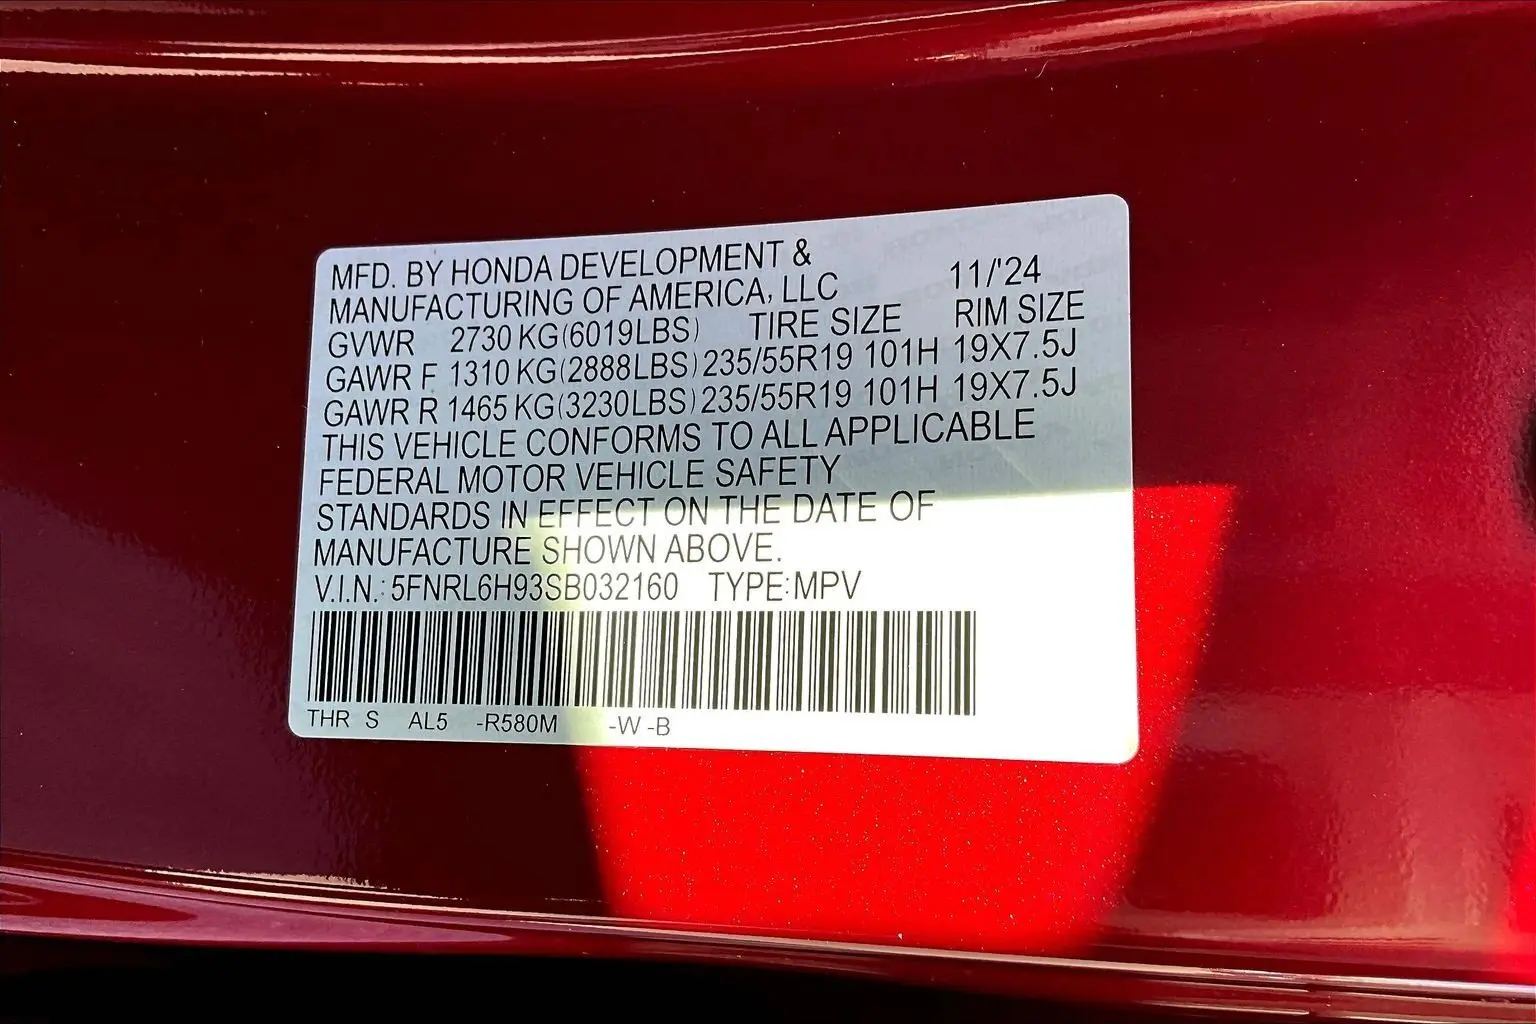 MFD. BY HONDA DEVELOPMENT &
MANUFACTURING OF AMERICA, LLC 11/'24
GVWR 2730 KG(6019LBS) TIRE SIZE RIM SIZE
GAWR F 1310 KG(2888LBS) 235/55R19 101H 19X7.5J
GAWR R 1465 KG(3230LBS) 235/55R19 101H 19X7.5J
THIS VEHICLE CONFORMS TO ALL APPLICABLE
FEDERAL MOTOR VEHICLE SAFETY
STANDARDS IN EFFECT ON THE DATE OF
MANUFACTURE SHOWN ABOVE.
V.I.N.: 5FNRL6H93SB032160 TYPE:MPV
THR S AL5 -R580M -W -B